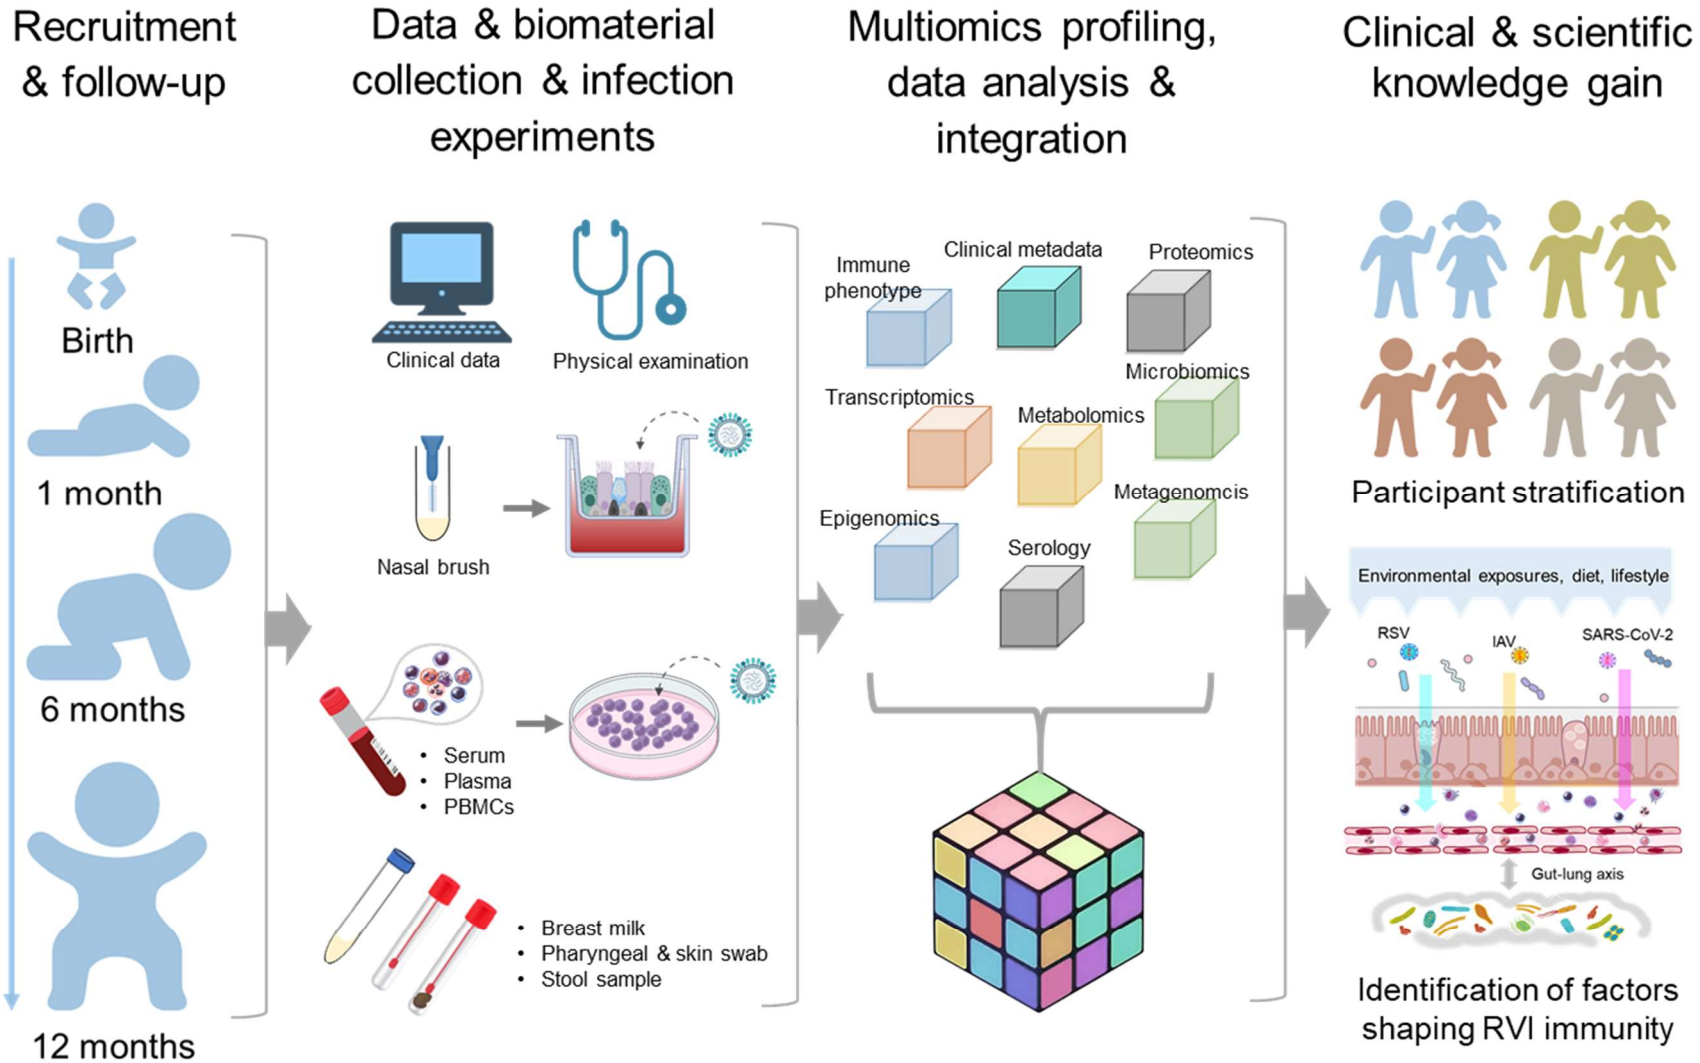 Recruitment
& follow-up
Data & biomaterial
collection & infection
experiments
Multiomics profiling,
data analysis &
integration
Clinical & scientific
knowledge gain
Birth
1 month
6 months
12 months
Clinical data
Physical examination
Nasal brush
• Serum
• Plasma
• PBMCs
• Breast milk
• Pharyngeal & skin swab
• Stool sample
Immune
phenotype
Clinical metadata
Proteomics
Transcriptomics
Metabolomics
Microbiomics
Epigenomics
Serology
Metagenomcis
Participant stratification
Environmental exposures, diet, lifestyle
RSV
IAV
SARS-CoV-2
Gut-lung axis
Identification of factors
shaping RVI immunity